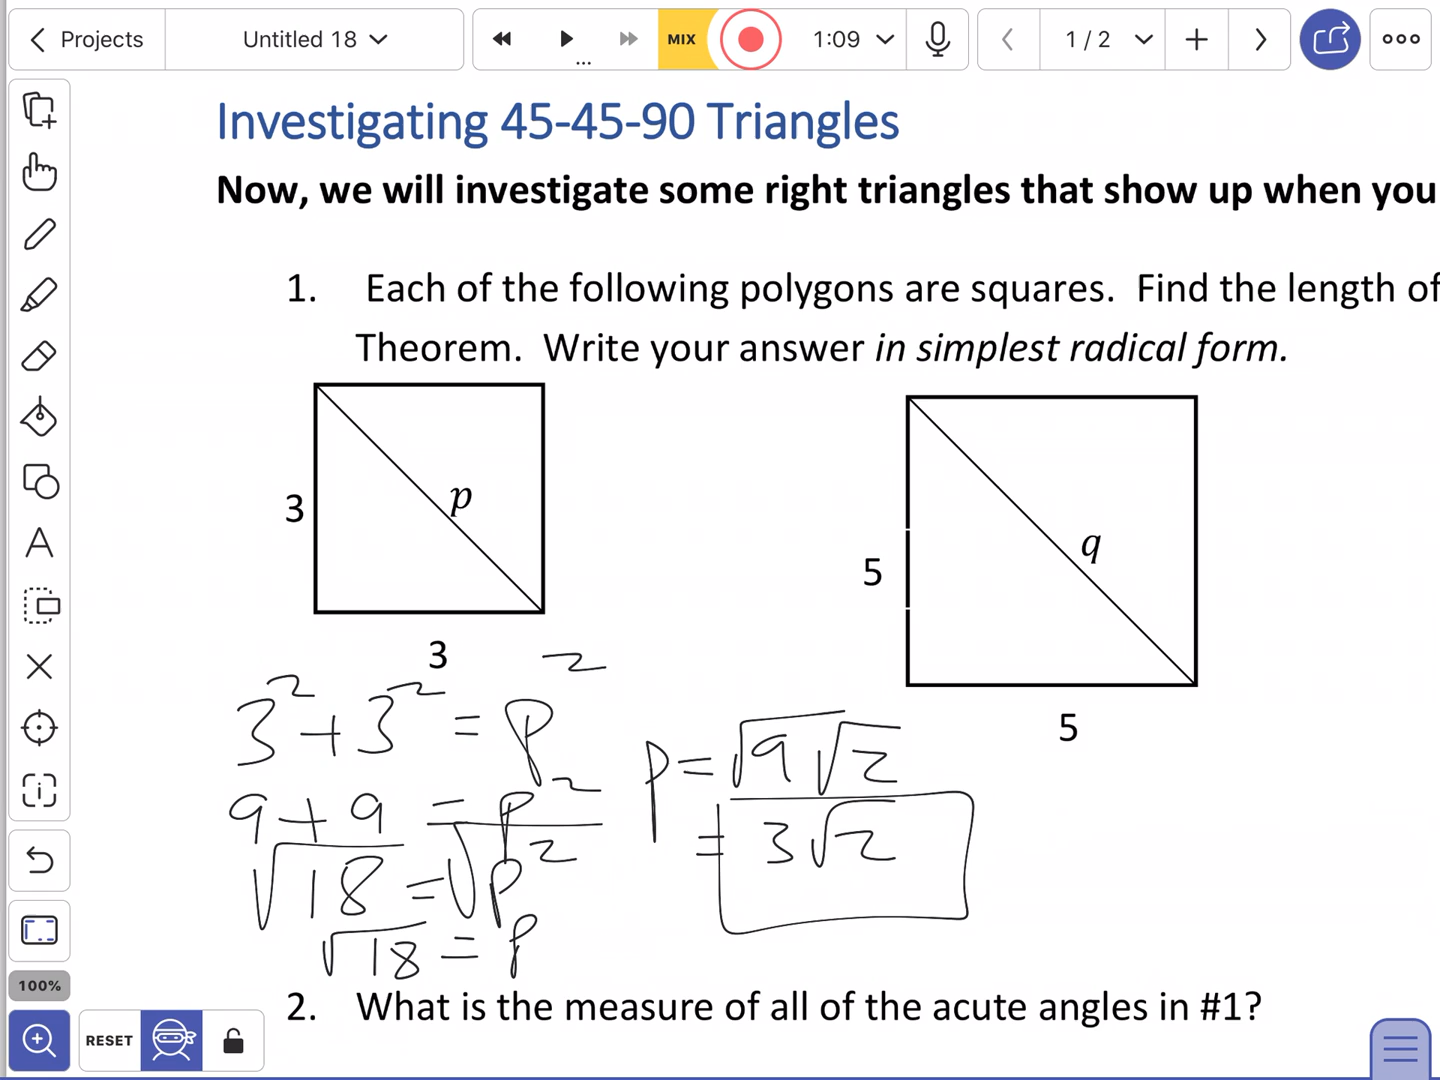 Projects
Untitled 18
MIX
1:09
1 / 2
Investigating 45-45-90 Triangles
Now, we will investigate some right triangles that show up when you
1. Each of the following polygons are squares. Find the length of
Theorem. Write your answer in simplest radical form.
3
p
3
5
q
5
3² + 3² = p²
9 + 9 = p²
√18 = √p²
√18 = p
p = √9 √2
= 3√2
2. What is the measure of all of the acute angles in #1?
A
100%
RESET